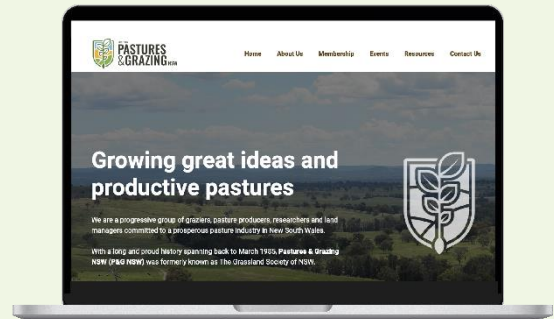 PASTURES
&GRAZING NSW
Home About Us Membership Events Resources Contact Us
Growing great ideas and
productive pastures
We are a progressive group of graziers, pasture producers, researchers and land
managers committed to a prosperous pasture industry in New South Wales.
With a long and proud history spanning back to March 1985, Pastures & Grazing
NSW (P&G NSW) was formerly known as The Grassland Society of NSW.